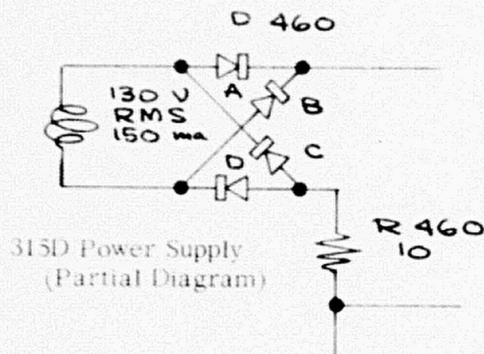 D 460
A
B
130 V
RMS
150 ma
C
D
R 460
10
315D Power Supply
(Partial Diagram)